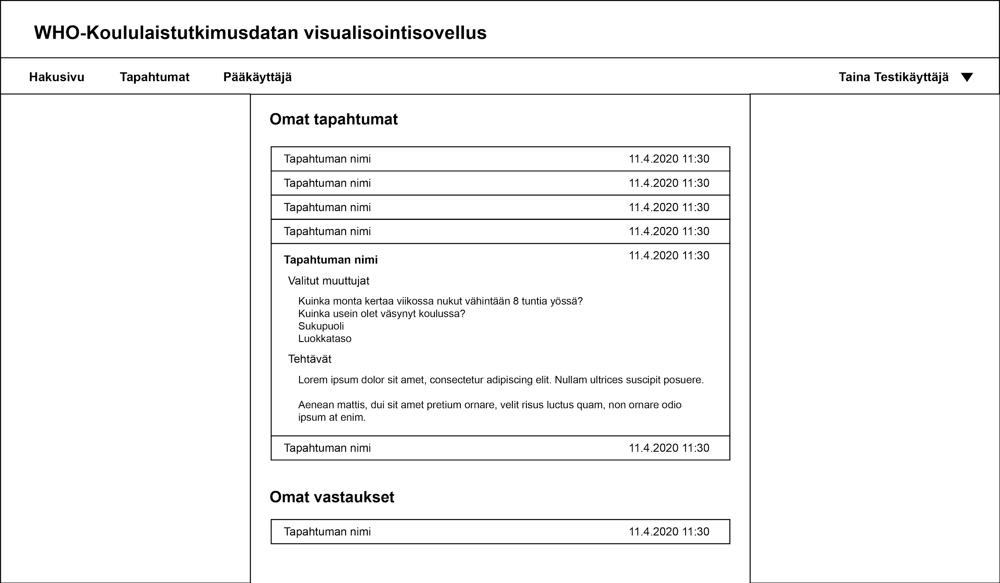 WHO-Koululaistutkimusdatan visualisointisovellus
Hakusivu Tapahtumat Pääkäyttäjä Taina Testikäyttäjä
Omat tapahtumat
Tapahtuman nimi 11.4.2020 11:30
Tapahtuman nimi 11.4.2020 11:30
Tapahtuman nimi 11.4.2020 11:30
Tapahtuman nimi 11.4.2020 11:30
Tapahtuman nimi 11.4.2020 11:30
Valitut muuttujat
Kuinka monta kertaa viikossa nukut vähintään 8 tuntia yössä?
Kuinka usein olet väsynyt koulussa?
Sukupuoli
Luokkataso
Tehtävät
Lorem ipsum dolor sit amet, consectetur adipiscing elit. Nullam ultrices suscipit posuere.
Aenean mattis, dui sit amet pretium ornare, velit risus luctus quam, non ornare odio
ipsum at enim.
Tapahtuman nimi 11.4.2020 11:30
Omat vastaukset
Tapahtuman nimi 11.4.2020 11:30